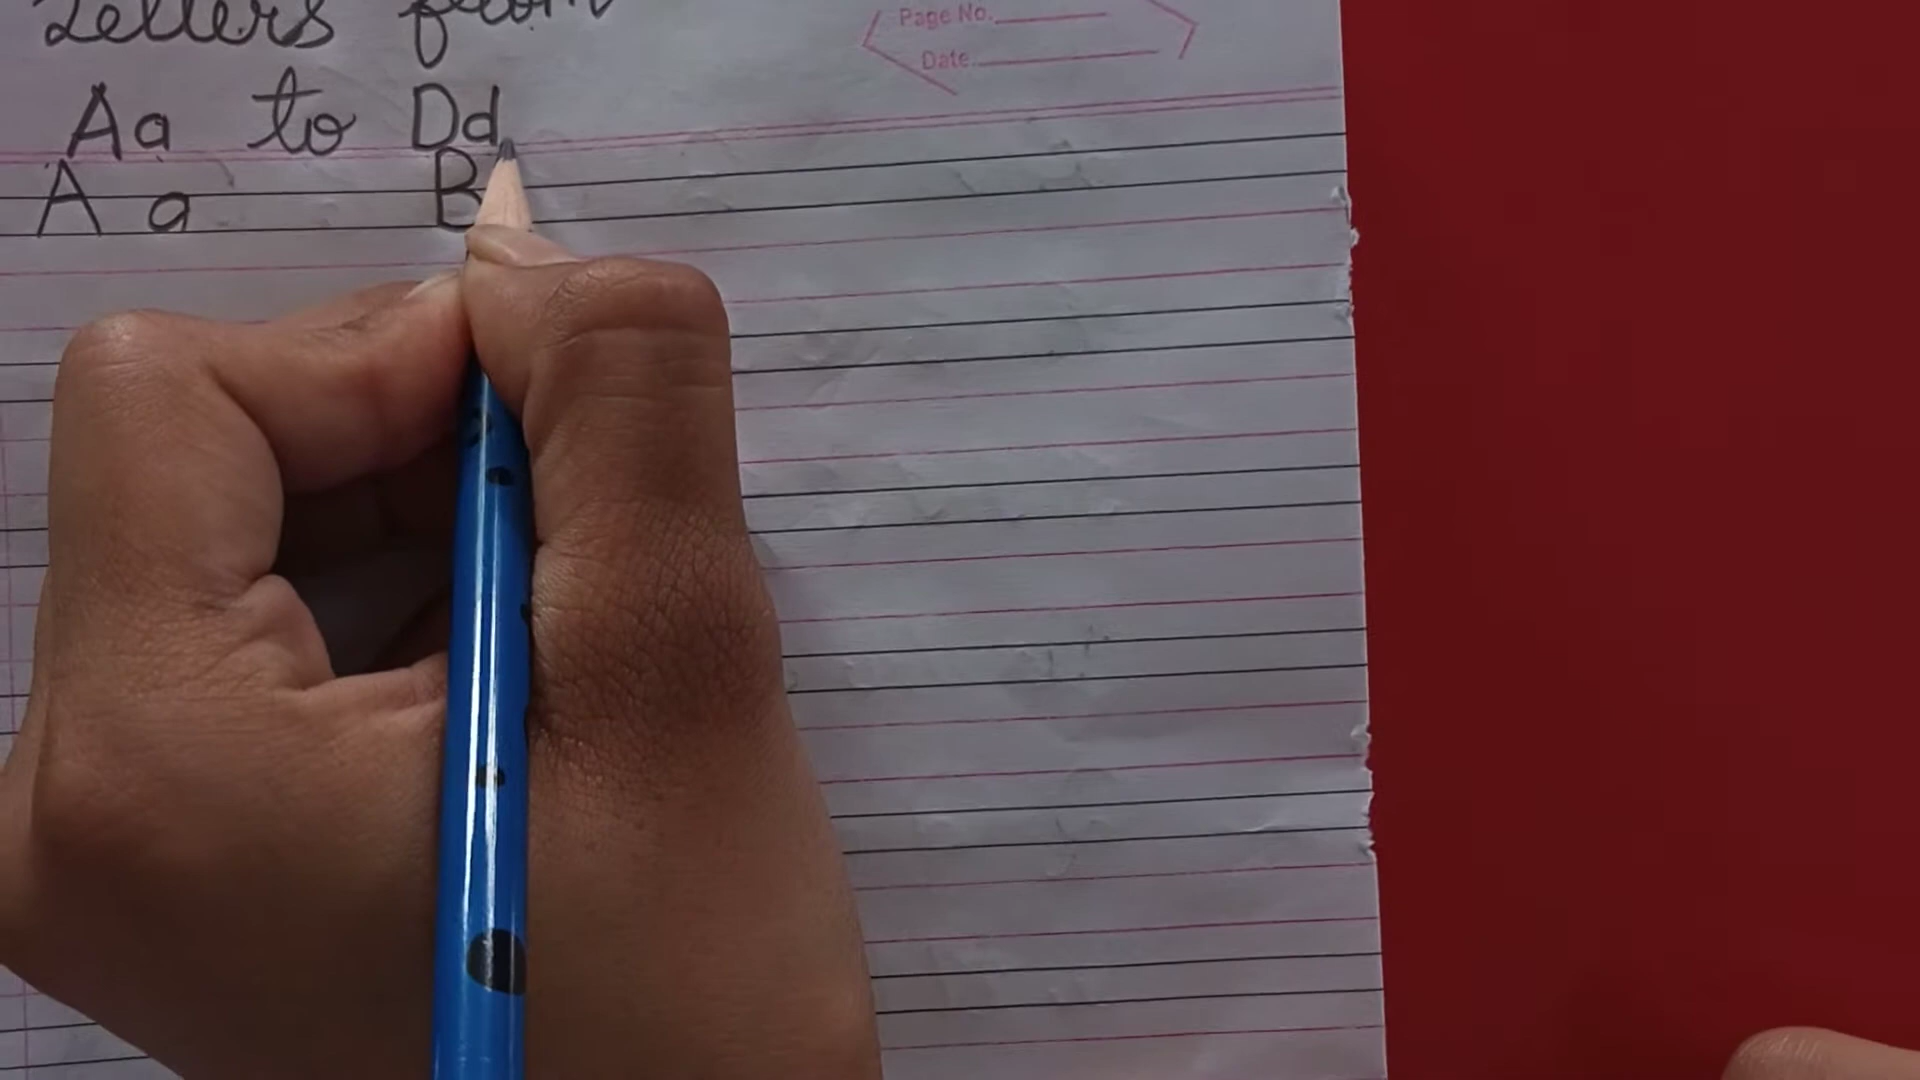 Letters from
Page No.
Date
Aa to Dd
A a B